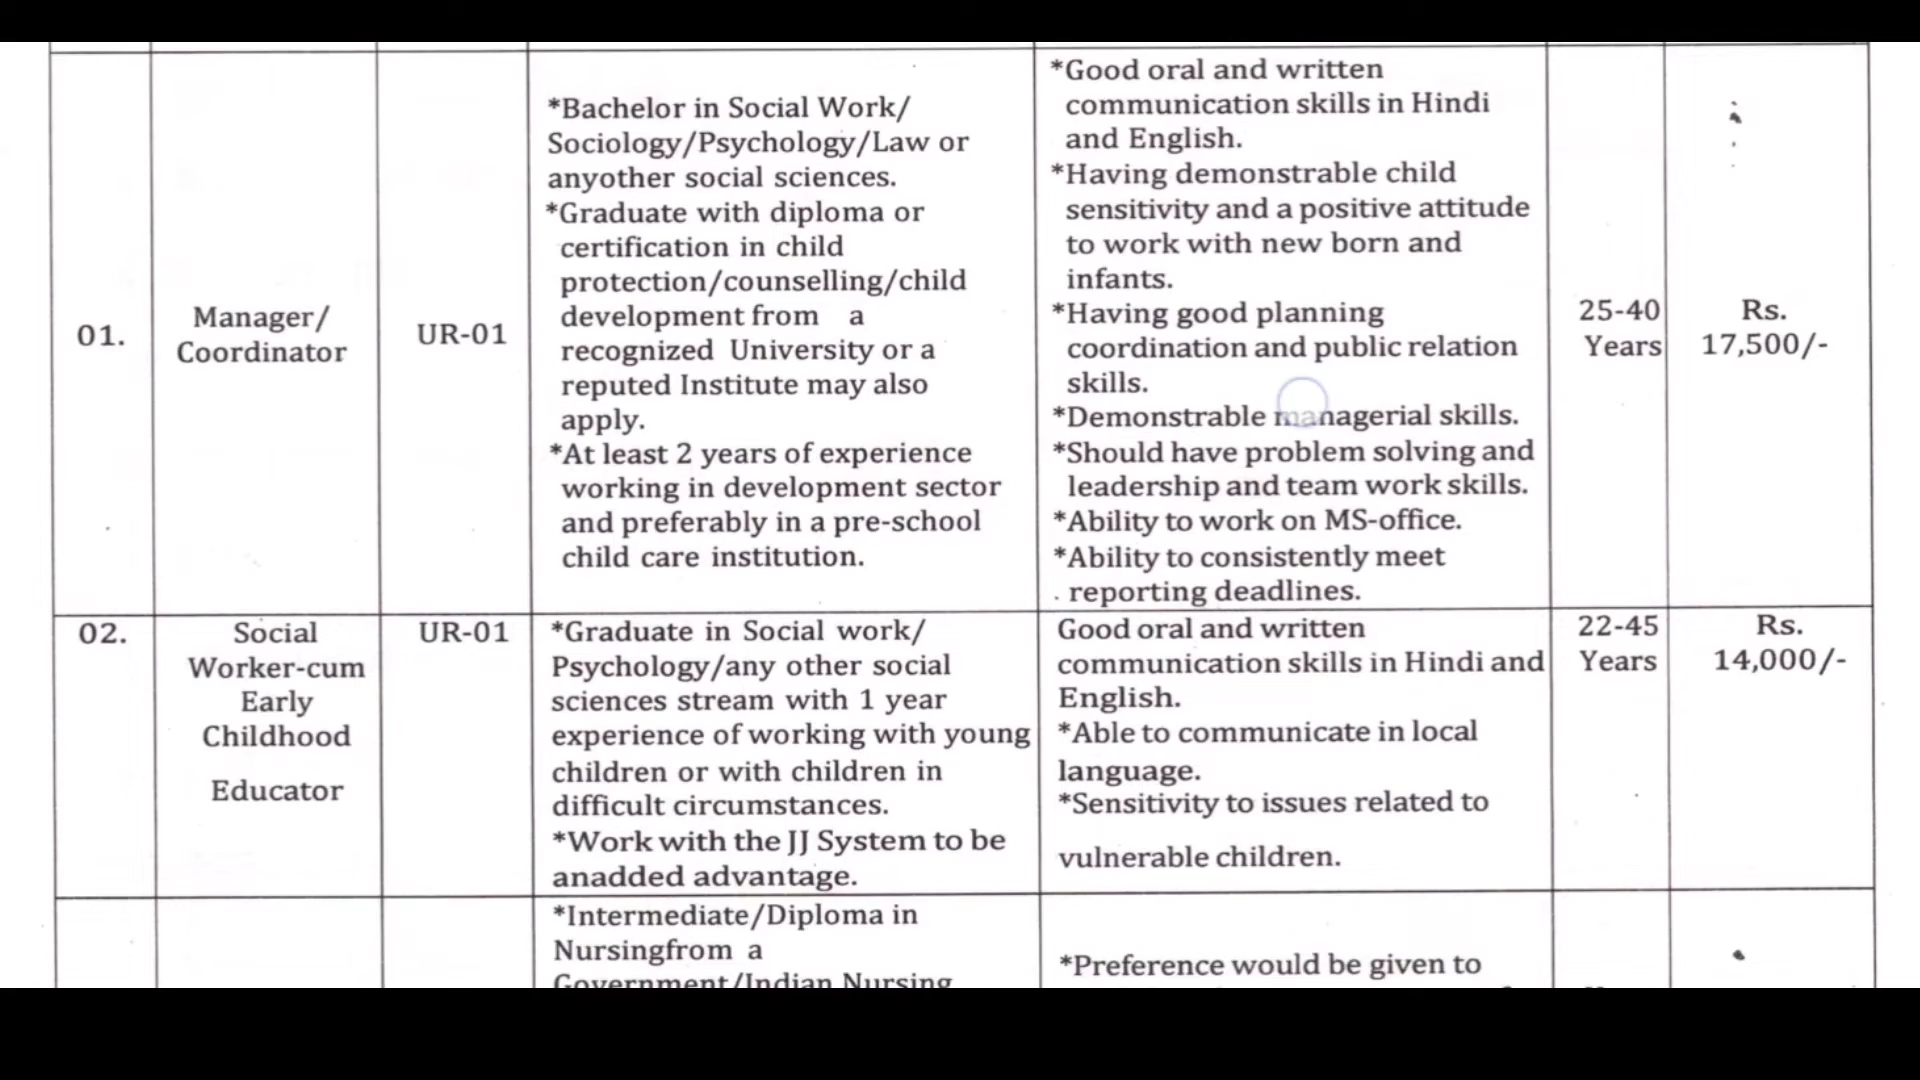 01.
Manager/
Coordinator
UR-01
*Bachelor in Social Work/
Sociology/Psychology/Law or
anyother social sciences.
*Graduate with diploma or
certification in child
protection/counselling/child
development from a
recognized University or a
reputed Institute may also
apply.
*At least 2 years of experience
working in development sector
and preferably in a pre-school
child care institution.
*Good oral and written
communication skills in Hindi
and English.
*Having demonstrable child
sensitivity and a positive attitude
to work with new born and
infants.
*Having good planning
coordination and public relation
skills.
*Demonstrable managerial skills.
*Should have problem solving and
leadership and team work skills.
*Ability to work on MS-office.
*Ability to consistently meet
reporting deadlines.
25-40
Years
Rs.
17,500/-
02.
Social
Worker-cum
Early
Childhood
Educator
UR-01
*Graduate in Social work/
Psychology/any other social
sciences stream with 1 year
experience of working with young
children or with children in
difficult circumstances.
*Work with the JJ System to be
anadded advantage.
Good oral and written
communication skills in Hindi and
English.
*Able to communicate in local
language.
*Sensitivity to issues related to
vulnerable children.
22-45
Years
Rs.
14,000/-
*Intermediate/Diploma in
Nursingfrom a
Government/Indian Nursing
*Preference would be given to